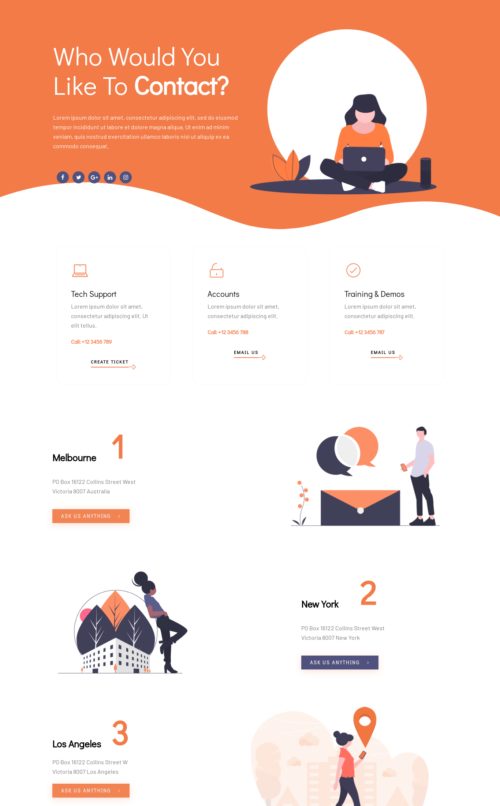 Who Would You
Like To Contact?
Lorem ipsum dolor sit amet, consectetur adipiscing elit, sed do eiusmod
tempor incididunt ut labore et dolore magna aliqua. Ut enim ad minim
veniam, quis nostrud exercitation ullamco laboris nisi ut aliquip ex ea
commodo consequat.
Tech Support
Lorem ipsum dolor sit amet,
consectetur adipiscing elit. Ut
elit tellus.
Call: +12 3456 789
CREATE TICKET
Accounts
Lorem ipsum dolor sit amet,
consectetur adipiscing elit.
Call: +12 3456 788
EMAIL US
Training & Demos
Lorem ipsum dolor sit amet,
consectetur adipiscing elit.
Call: +12 3456 787
EMAIL US
1
Melbourne
PO Box 16122 Collins Street West
Victoria 8007 Australia
ASK US ANYTHING
2
New York
PO Box 16122 Collins Street West
Victoria 8007 New York
ASK US ANYTHING
3
Los Angeles
PO Box 16122 Collins Street W
Victoria 8007 Los Angeles
ASK US ANYTHING